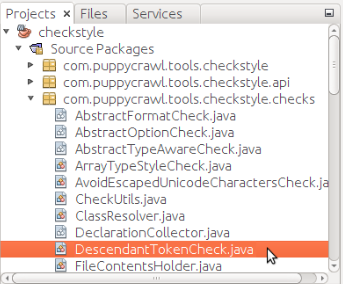 Projects × Files Services
checkstyle
Source Packages
com.puppycrawl.tools.checkstyle
com.puppycrawl.tools.checkstyle.api
com.puppycrawl.tools.checkstyle.checks
AbstractFormatCheck.java
AbstractOptionCheck.java
AbstractTypeAwareCheck.java
ArrayTypeStyleCheck.java
AvoidEscapedUnicodeCharactersCheck.ja
CheckUtils.java
ClassResolver.java
DeclarationCollector.java
DescendantTokenCheck.java
FileContentsHolder.java